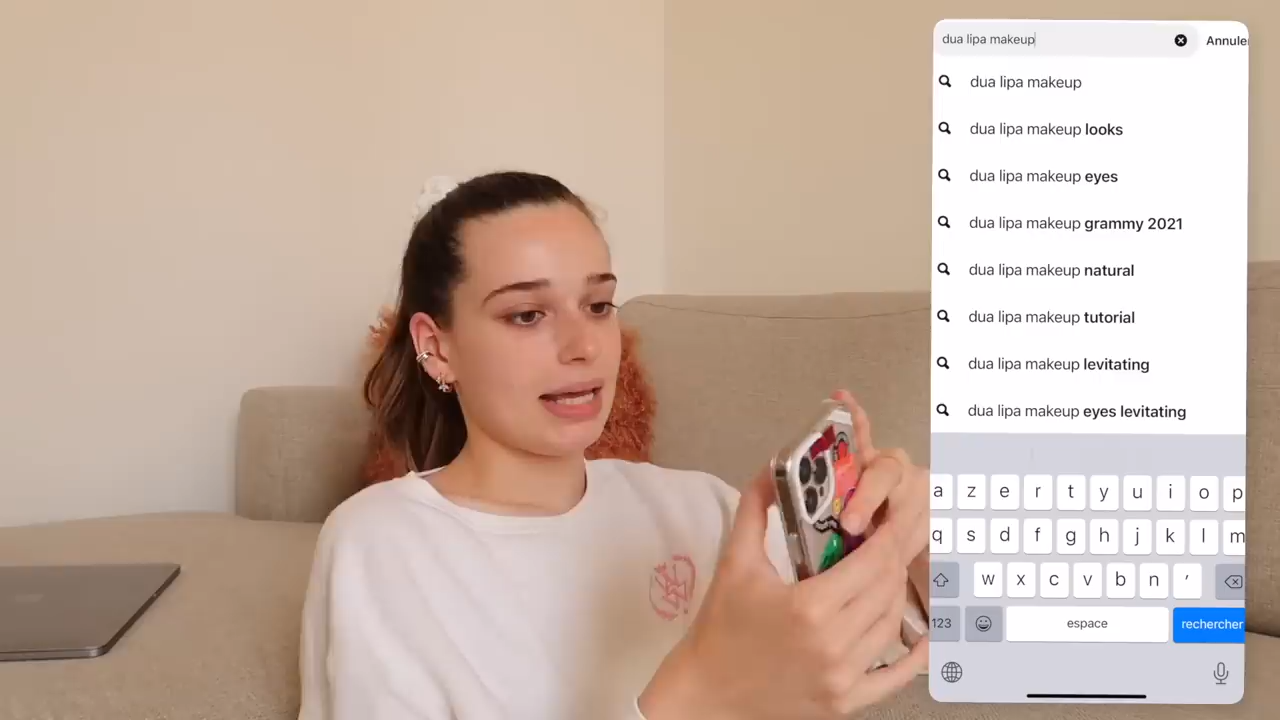 dua lipa makeup
Annuler
dua lipa makeup
dua lipa makeup looks
dua lipa makeup eyes
dua lipa makeup grammy 2021
dua lipa makeup natural
dua lipa makeup tutorial
dua lipa makeup levitating
dua lipa makeup eyes levitating
a z e r t y u i o p
q s d f g h j k l m
w x c v b n '
123 espace rechercher